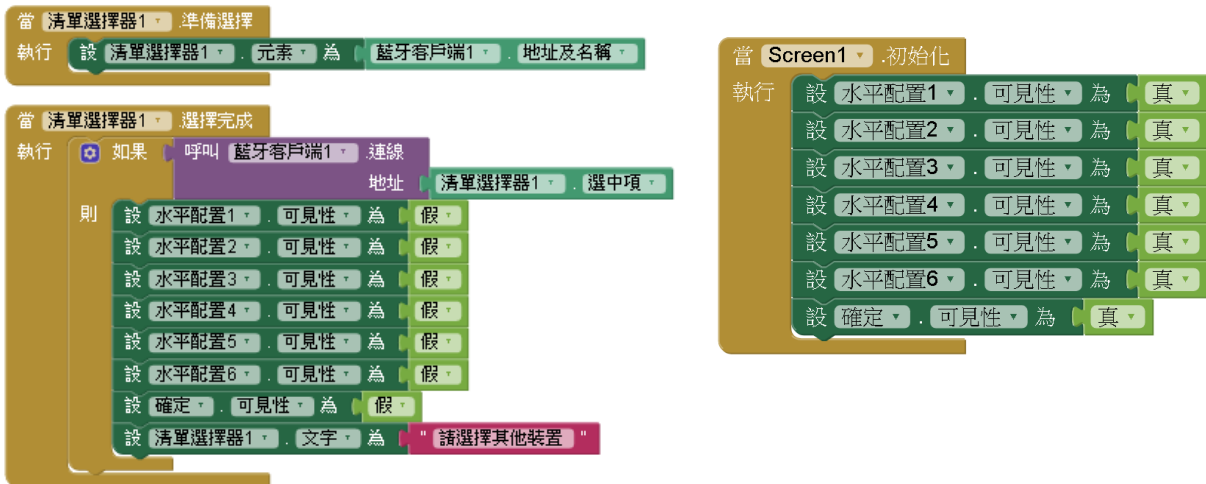 當 清單選擇器1 .準備選擇
執行 設 清單選擇器1 . 元素 為 藍牙客戶端1 . 地址及名稱
當 清單選擇器1 .選擇完成
執行 如果 呼叫 藍牙客戶端1 .連線
地址 清單選擇器1 . 選中項
則 設 水平配置1 . 可見性 為 假
設 水平配置2 . 可見性 為 假
設 水平配置3 . 可見性 為 假
設 水平配置4 . 可見性 為 假
設 水平配置5 . 可見性 為 假
設 水平配置6 . 可見性 為 假
設 確定 . 可見性 為 假
設 清單選擇器1 . 文字 為 " 請選擇其他裝置 "
當 Screen1 .初始化
執行 設 水平配置1 . 可見性 為 真
設 水平配置2 . 可見性 為 真
設 水平配置3 . 可見性 為 真
設 水平配置4 . 可見性 為 真
設 水平配置5 . 可見性 為 真
設 水平配置6 . 可見性 為 真
設 確定 . 可見性 為 真